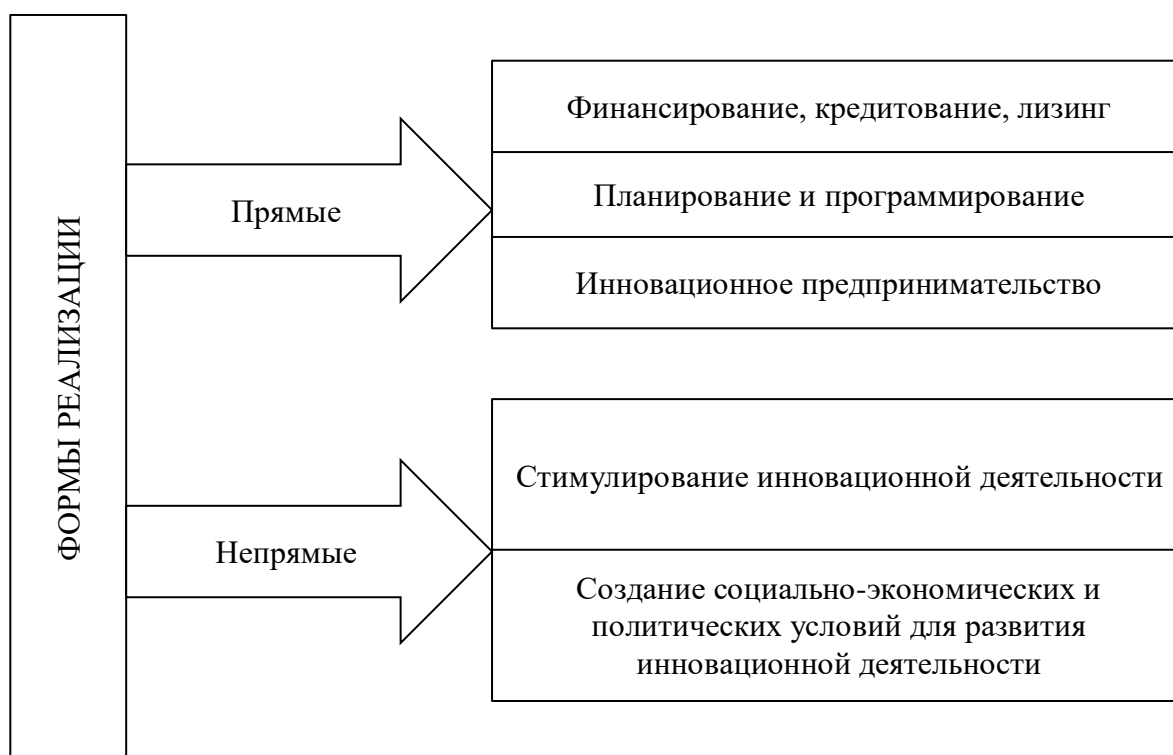 ФОРМЫ РЕАЛИЗАЦИИ
Прямые
Финансирование, кредитование, лизинг
Планирование и программирование
Инновационное предпринимательство
Непрямые
Стимулирование инновационной деятельности
Создание социально-экономических и
политических условий для развития
инновационной деятельности